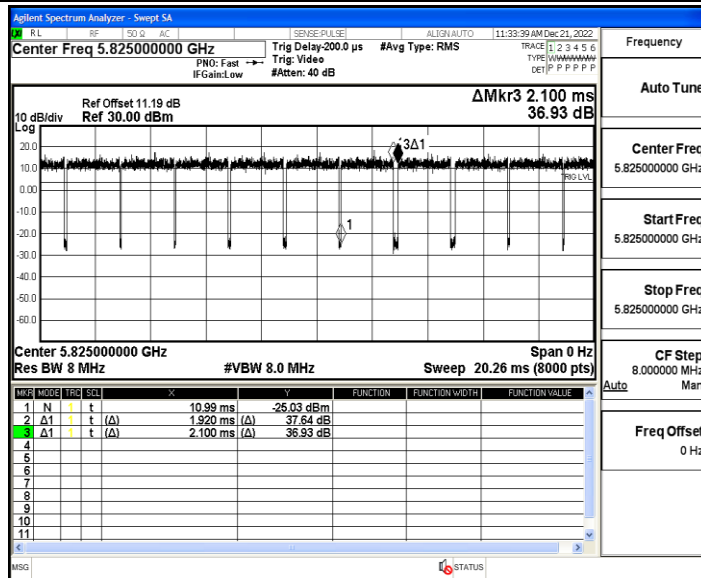 Agilent Spectrum Analyzer - Swept SA
RL RF 50 Ω AC SENSE:PULSE ALIGN AUTO 11:33:39 AM Dec 21, 2022
Center Freq 5.825000000 GHz
PNO: Fast
IFGain:Low
Trig Delay-200.0 µs
Trig: Video
#Atten: 40 dB
#Avg Type: RMS
TRACE 1 2 3 4 5 6
TYPE
DET P P P P P P
Ref Offset 11.19 dB
10 dB/div Ref 30.00 dBm
ΔMkr3 2.100 ms
36.93 dB
Log
20.0
10.0
0.00
-10.0
-20.0
-30.0
-40.0
-50.0
-60.0
3Δ1
TRIG LVL
1
Center 5.825000000 GHz Span 0 Hz
Res BW 8 MHz #VBW 8.0 MHz Sweep 20.26 ms (8000 pts)
MKR MODE TRC SCL X Y FUNCTION FUNCTION WIDTH FUNCTION VALUE
1 N 1 t 10.99 ms -25.03 dBm
2 Δ1 1 t (Δ) 1.920 ms (Δ) 37.64 dB
3 Δ1 1 t (Δ) 2.100 ms (Δ) 36.93 dB
4
5
6
7
8
9
10
11
MSG STATUS
Frequency
Auto Tune
Center Freq
5.825000000 GHz
Start Freq
5.825000000 GHz
Stop Freq
5.825000000 GHz
CF Step
8.000000 MHz
Auto Man
Freq Offset
0 Hz